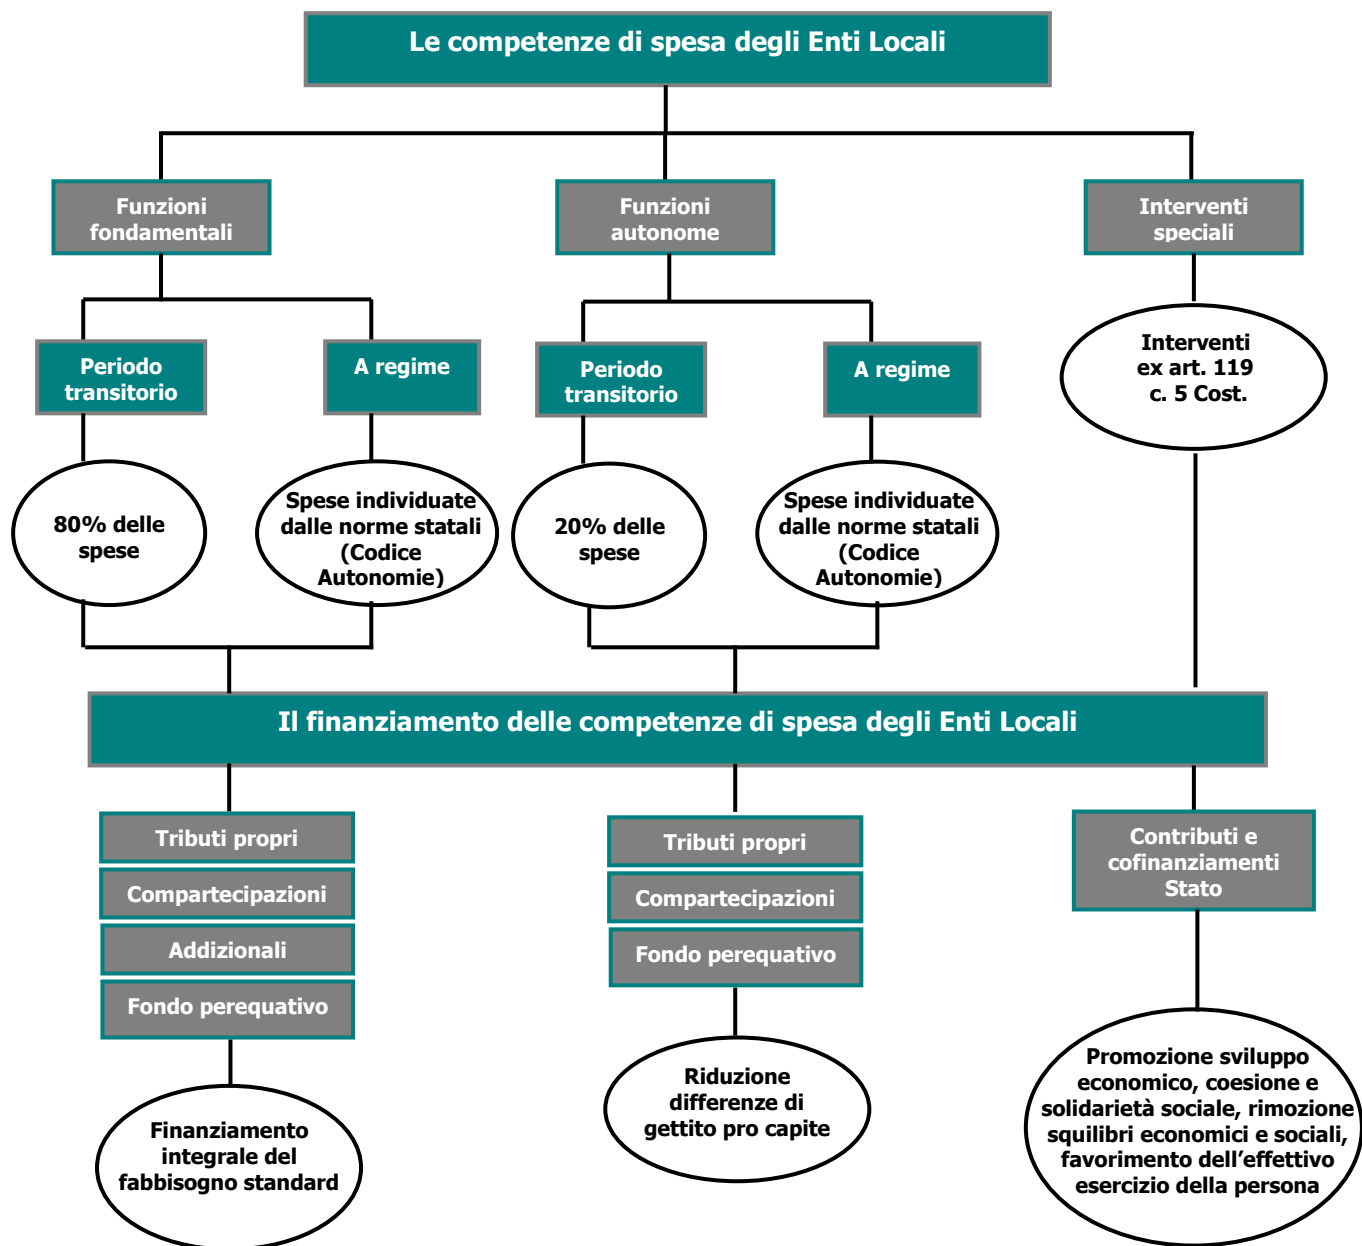 Le competenze di spesa degli Enti Locali
Funzioni
fondamentali
Funzioni
autonome
Interventi
speciali
Periodo
transitorio
A regime
Periodo
transitorio
A regime
Interventi
ex art. 119
c. 5 Cost.
80% delle
spese
Spese individuate
dalle norme statali
(Codice
Autonomie)
20% delle
spese
Spese individuate
dalle norme statali
(Codice
Autonomie)
Il finanziamento delle competenze di spesa degli Enti Locali
Tributi propri
Compartecipazioni
Addizionali
Fondo perequativo
Tributi propri
Compartecipazioni
Fondo perequativo
Contributi e
cofinanziamenti
Stato
Finanziamento
integrale del
fabbisogno standard
Riduzione
differenze di
gettito pro capite
Promozione sviluppo
economico, coesione e
solidarietà sociale, rimozione
squilibri economici e sociali,
favorimento dell’effettivo
esercizio della persona